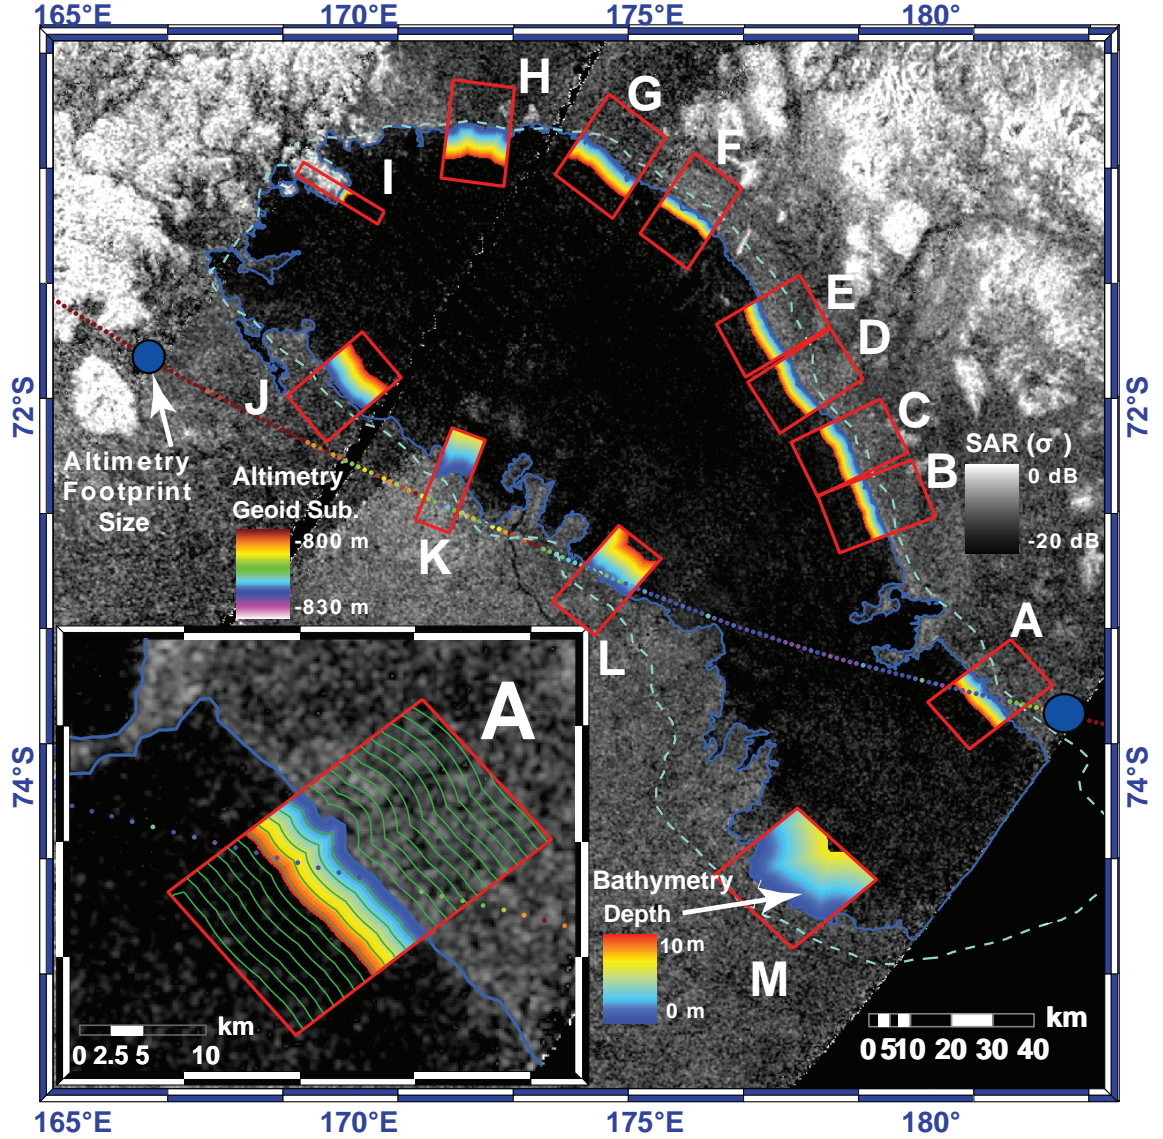 165°E 170°E 175°E 180°
H
G
F
I
E
D
72°S
72°S
J
C
Altimetry
Footprint
Size
SAR (σ )
0 dB
-20 dB
B
Altimetry
Geoid Sub.
-800 m
-830 m
K
A
L
74°S
74°S
A
Bathymetry
Depth
10 m
0 m
M
km
0 2.5 5 10
km
0 5 10 20 30 40
165°E 170°E 175°E 180°